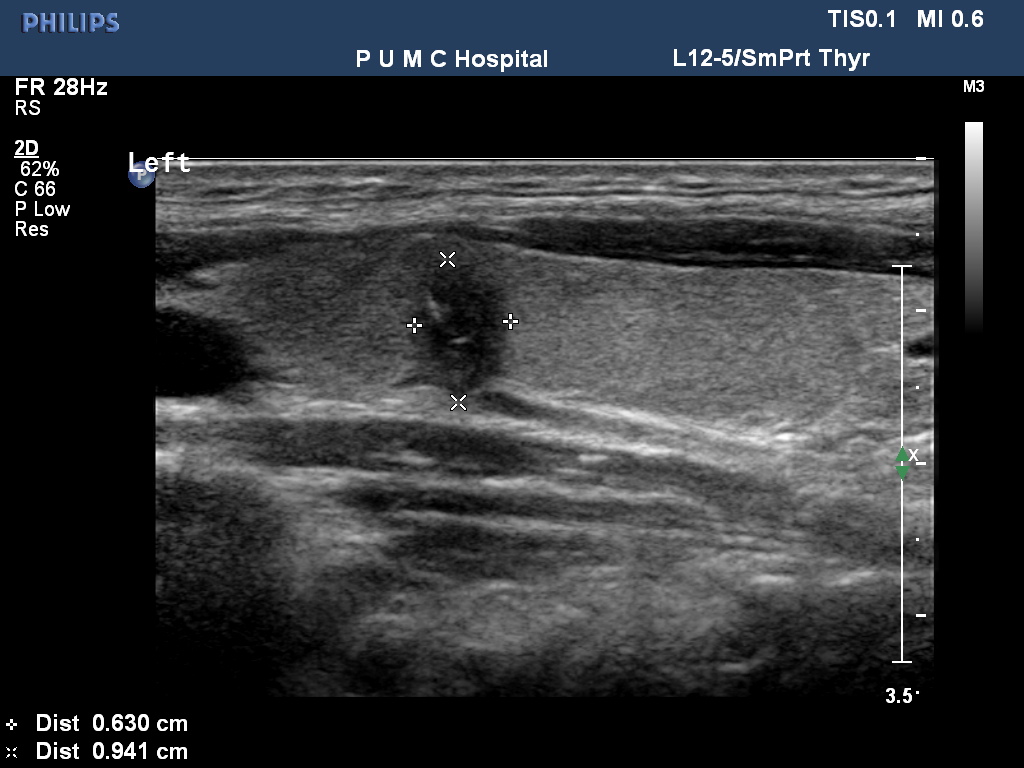 PHILIPS
TIS0.1 MI 0.6
P U M C Hospital
L12-5/SmPrt Thyr
FR 28Hz
RS
M3
2D
62%
C 66
P Low
Res
Left
P
x
3.5
Dist 0.630 cm
Dist 0.941 cm